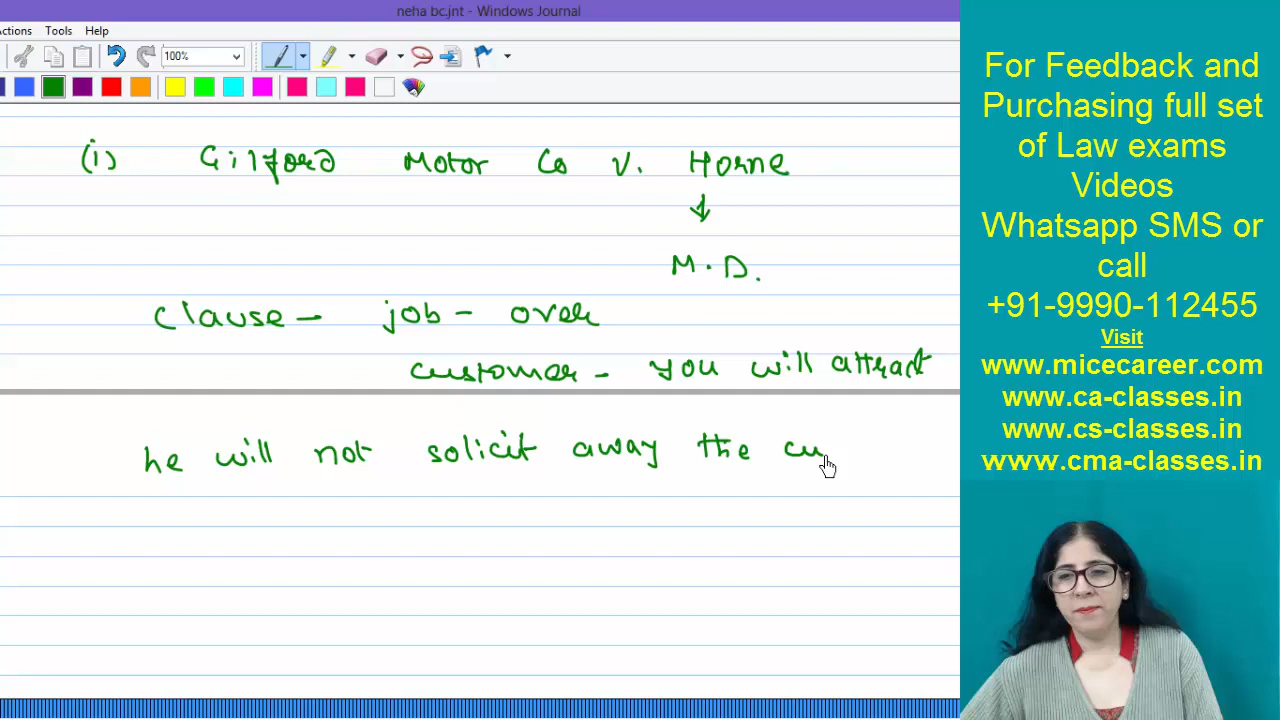 neha bc.jnt - Windows Journal
Actions Tools Help
100%
(i) Gilford Motor Co V. Horne
M.D.
clause - job - over
customer - you will attract
he will not solicit away the cu
For Feedback and
Purchasing full set
of Law exams
Videos
Whatsapp SMS or
call
+91-9990-112455
Visit
www.micecareer.com
www.ca-classes.in
www.cs-classes.in
www.cma-classes.in